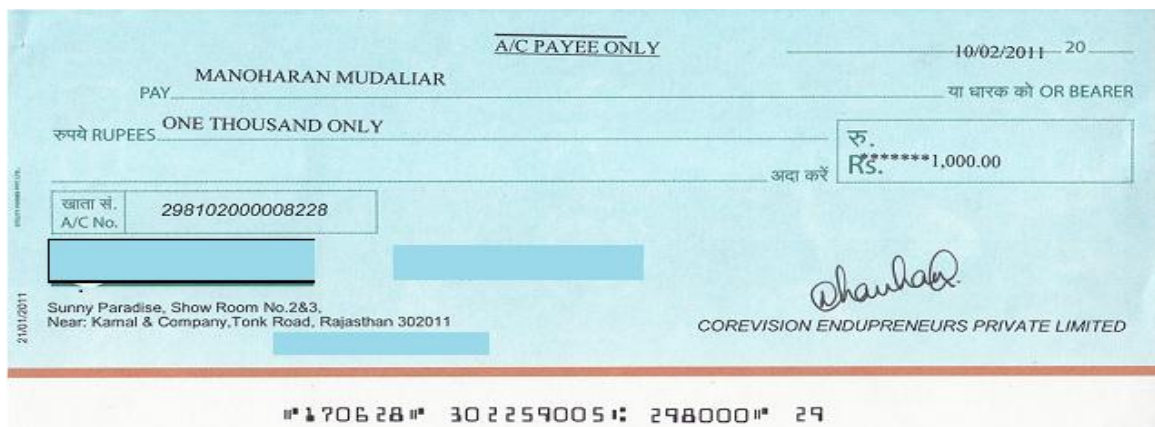 A/C PAYEE ONLY
10/02/2011 20
PAY MANOHARAN MUDALIAR या धारक को OR BEARER
रुपये RUPEES ONE THOUSAND ONLY
अदा करें रु. Rs. *******1,000.00
खाता सं.
A/C No. 298102000008228
Sunny Paradise, Show Room No.2&3,
Near: Kamal & Company,Tonk Road, Rajasthan 302011
21/01/2011
COREVISION ENDUPRENEURS PRIVATE LIMITED
⑈170628⑈ 302259005⑆ 298000⑈ 29